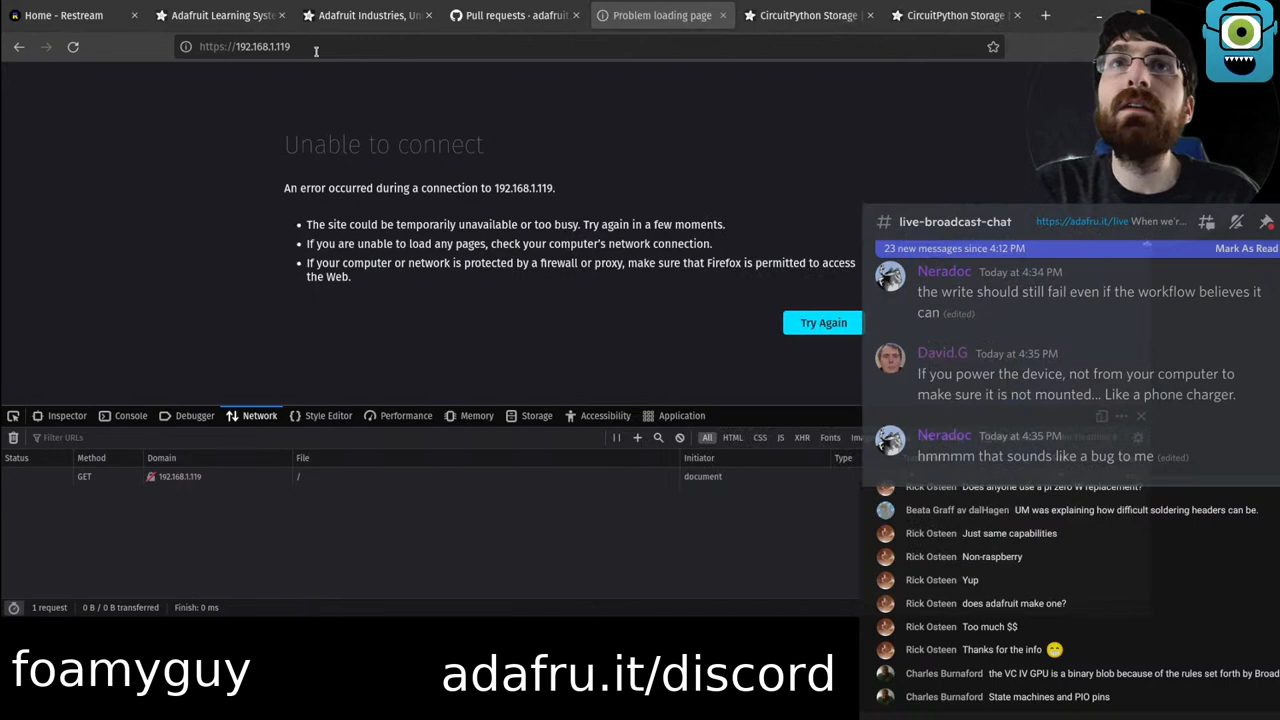 Home - Restream
Adafruit Learning Syste
Adafruit Industries, Uni
Pull requests · adafruit
Problem loading page
CircuitPython Storage |
CircuitPython Storage |
https://192.168.1.119
Unable to connect
An error occurred during a connection to 192.168.1.119.
The site could be temporarily unavailable or too busy. Try again in a few moments.
If you are unable to load any pages, check your computer's network connection.
If your computer or network is protected by a firewall or proxy, make sure that Firefox is permitted to access
the Web.
Try Again
Inspector Console Debugger Network Style Editor Performance Memory Storage Accessibility Application
Filter URLs
All HTML CSS JS XHR Fonts
Status Method Domain File Initiator Type
GET 192.168.1.119 / document
1 request 0 B / 0 B transferred Finish: 0 ms
# live-broadcast-chat https://adafru.it/live When we'r...
23 new messages since 4:12 PM Mark As Read
Neradoc Today at 4:34 PM
the write should still fail even if the workflow believes it
can (edited)
David.G Today at 4:35 PM
If you power the device, not from your computer to
make sure it is not mounted... Like a phone charger.
Neradoc Today at 4:35 PM
hmmmm that sounds like a bug to me (edited)
Rick Osteen Does anyone use a pi zero W replacement?
Beata Graff av dalHagen UM was explaining how difficult soldering headers can be.
Rick Osteen Just same capabilities
Rick Osteen Non-raspberry
Rick Osteen Yup
Rick Osteen does adafruit make one?
Rick Osteen Too much $$
Rick Osteen Thanks for the info
Charles Burnaford the VC IV GPU is a binary blob because of the rules set forth by Broad
Charles Burnaford State machines and PIO pins
foamyguy
adafru.it/discord